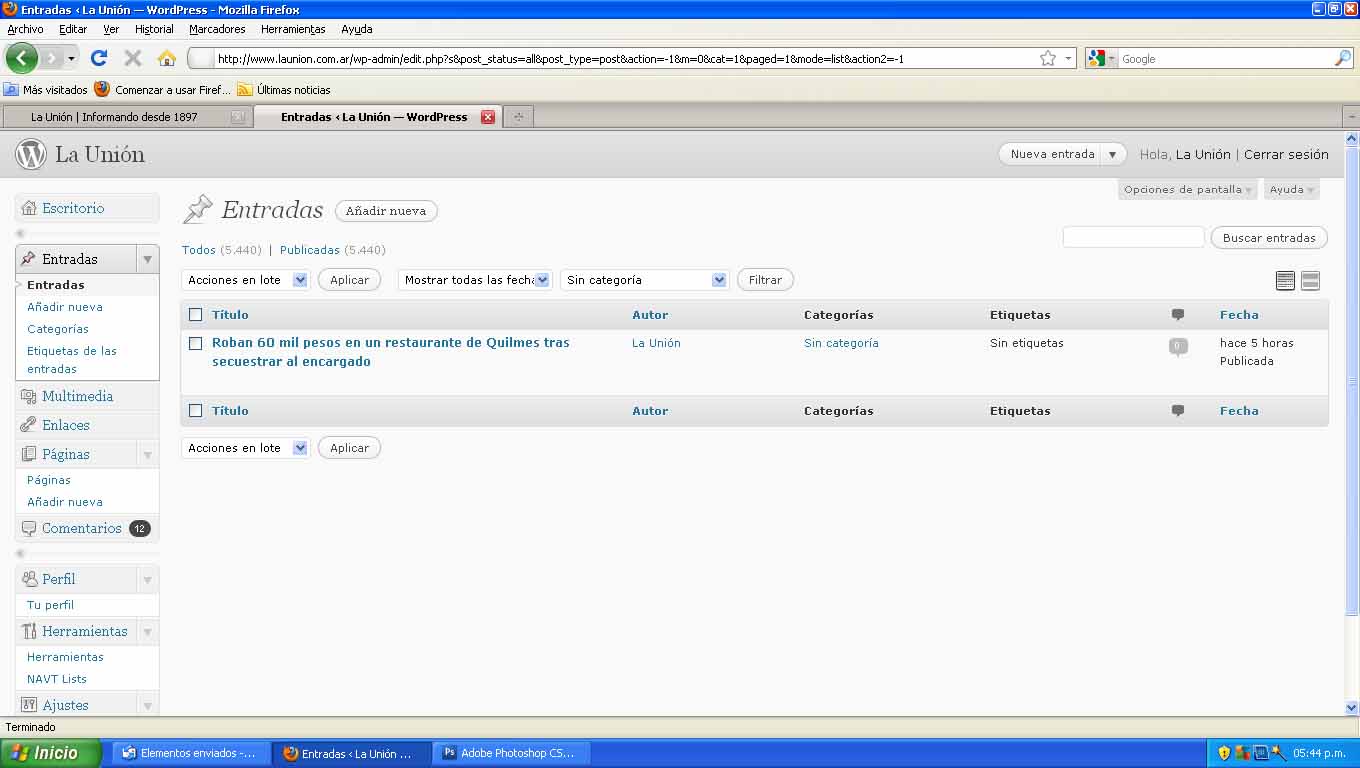 Entradas ‹ La Unión — WordPress - Mozilla Firefox
Archivo Editar Ver Historial Marcadores Herramientas Ayuda
http://www.launion.com.ar/wp-admin/edit.php?s&post_status=all&post_type=post&action=-1&m=0&cat=1&paged=1&mode=list&action2=-1 Google
Más visitados Comenzar a usar Firef... Últimas noticias
La Unión | Informando desde 1897 Entradas ‹ La Unión — WordPress
La Unión Nueva entrada Hola, La Unión | Cerrar sesión
Opciones de pantalla Ayuda
Escritorio
Entradas Añadir nueva
Todos (5.440) | Publicadas (5.440)
Buscar entradas
Entradas
Entradas
Añadir nueva
Categorías
Etiquetas de las
entradas
Multimedia
Enlaces
Páginas
Páginas
Añadir nueva
Comentarios 12
Perfil
Tu perfil
Herramientas
Herramientas
NAVT Lists
Ajustes
Acciones en lote Aplicar Mostrar todas las fecha Sin categoría Filtrar
Título Autor Categorías Etiquetas Fecha
Roban 60 mil pesos en un restaurante de Quilmes tras La Unión Sin categoría Sin etiquetas 0 hace 5 horas
secuestrar al encargado Publicada
Título Autor Categorías Etiquetas Fecha
Acciones en lote Aplicar
Terminado
Inicio Elementos enviados -... Entradas ‹ La Unión ... Adobe Photoshop CS... 05:44 p.m.